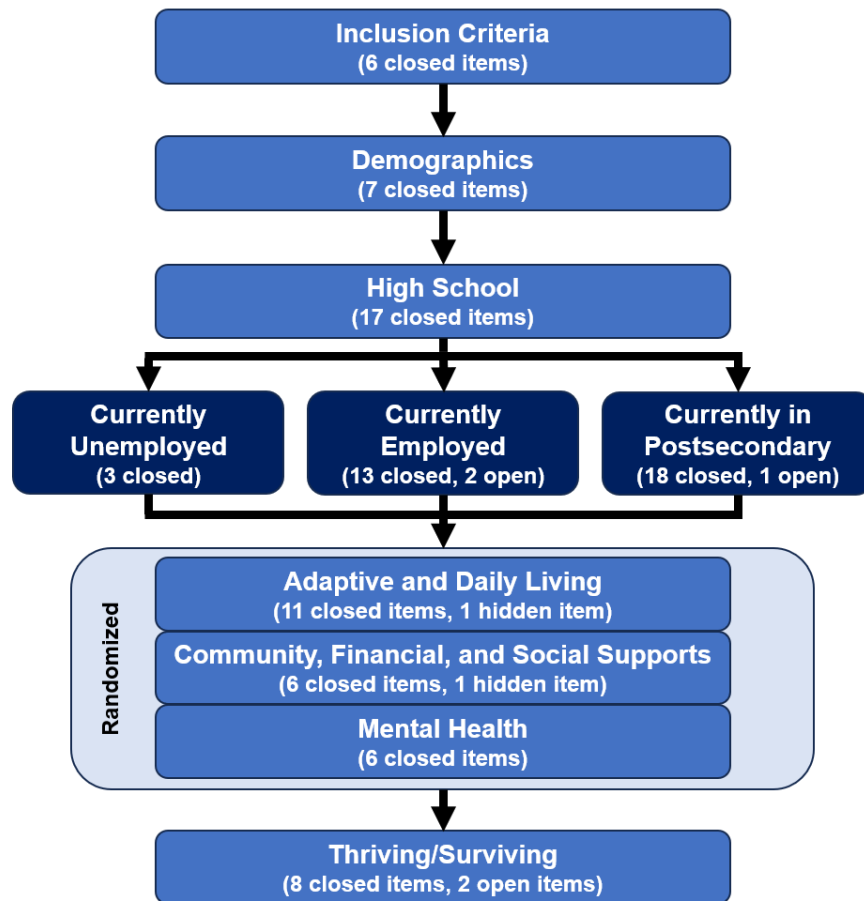 Inclusion Criteria
(6 closed items)
Demographics
(7 closed items)
High School
(17 closed items)
Currently
Unemployed
(3 closed)
Currently
Employed
(13 closed, 2 open)
Currently in
Postsecondary
(18 closed, 1 open)
Randomized
Adaptive and Daily Living
(11 closed items, 1 hidden item)
Community, Financial, and Social Supports
(6 closed items, 1 hidden item)
Mental Health
(6 closed items)
Thriving/Surviving
(8 closed items, 2 open items)